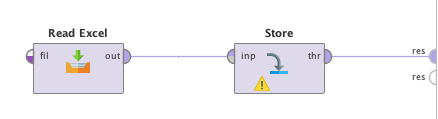 Read Excel
Store
fil
out
inp
thr
res
res